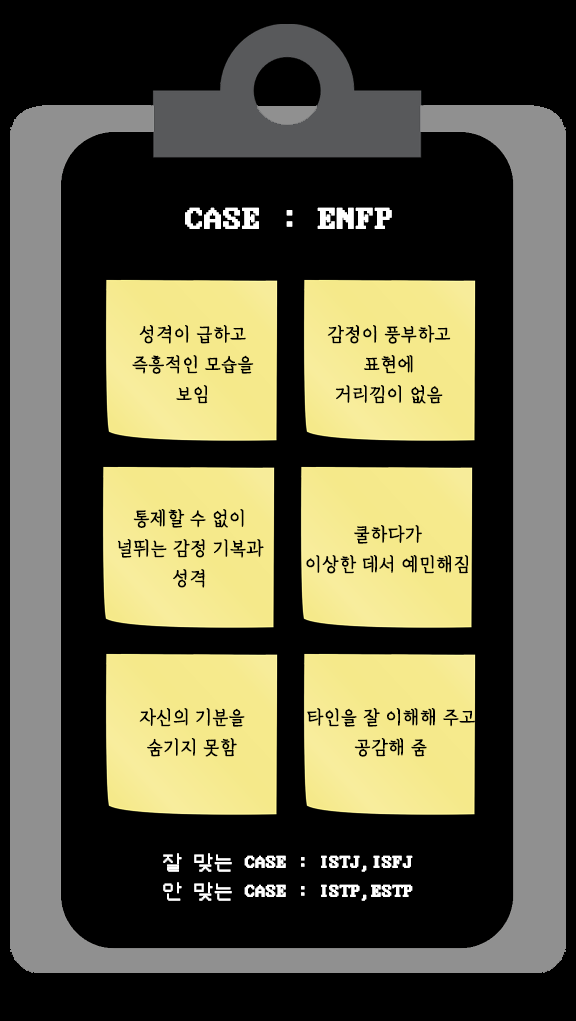 CASE : ENFP
성격이 급하고
즉흥적인 모습을
보임
감정이 풍부하고
표현에
거리낌이 없음
통제할 수 없이
널뛰는 감정 기복과
성격
쿨하다가
이상한 데서 예민해짐
자신의 기분을
숨기지 못함
타인을 잘 이해해 주고
공감해 줌
잘 맞는 CASE : ISTJ,ISFJ
안 맞는 CASE : ISTP,ESTP